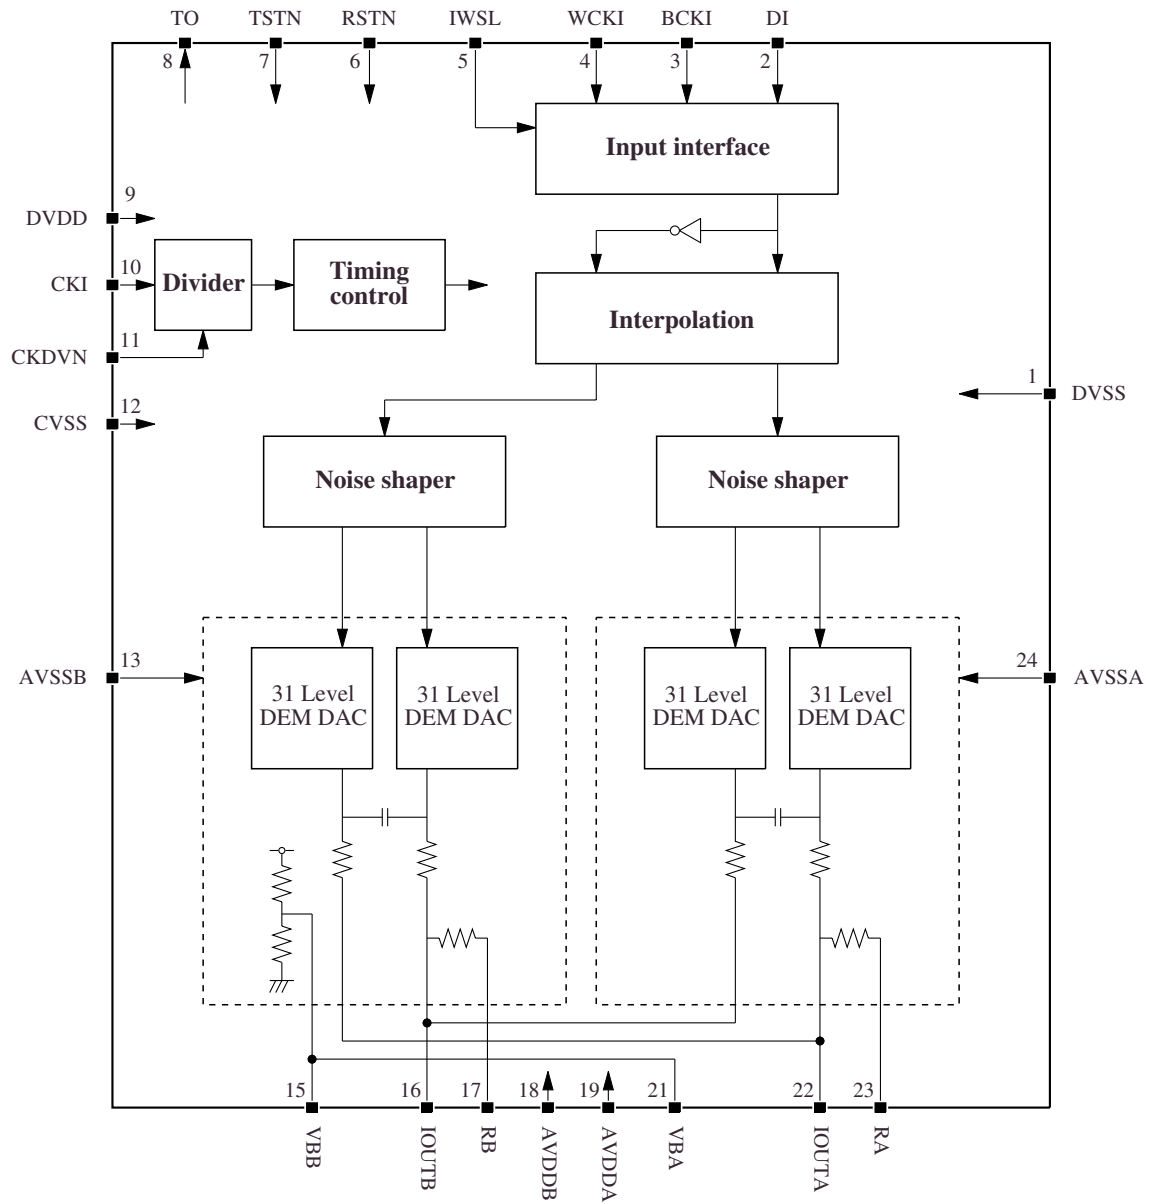 TO TSTN RSTN IWSL WCKI BCKI DI
8 7 6 5 4 3 2
Input interface
9
DVDD
10
CKI
Divider
Timing
control
Interpolation
11
CKDVN
1
DVSS
12
CVSS
Noise shaper
Noise shaper
13
AVSSB
24
AVSSA
31 Level
DEM DAC
31 Level
DEM DAC
31 Level
DEM DAC
31 Level
DEM DAC
15 16 17 18 19 21 22 23
VBB
IOUTB
RB
AVDDB
AVDDA
VBA
IOUTA
RA